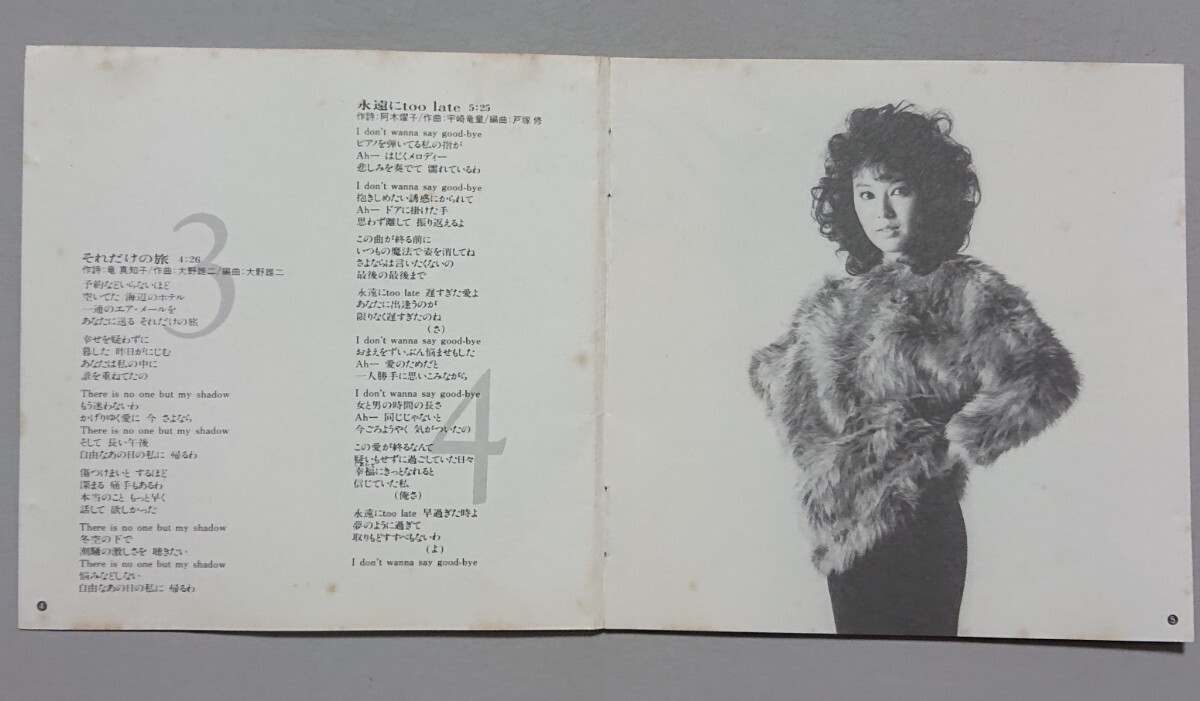 3
それだけの旅 4:26
作詩:竜 真知子/作曲:大野雄二/編曲:大野雄二
予約などいらないほど
空いてた 海辺のホテル
一通のエア・メールを
あなたに送る それだけの旅
幸せを疑わずに
暮した 昨日がにじむ
あなたは私の中に
誰を重ねてたの
There is no one but my shadow
もう迷わないわ
かげりゆく愛に 今 さよなら
There is no one but my shadow
そして 長い午後
自由なあの日の私に 帰るわ
傷つけまいと するほど
深まる 痛手もあるわ
本当のこと もっと早く
話して 欲しかった
There is no one but my shadow
冬空の下で
潮騒の激しさを 聴きたい
There is no one but my shadow
悩みなどしない
自由なあの日の私に 帰るわ
❹
永遠にtoo late 5:25
作詩:阿木燿子/作曲:宇崎竜童/編曲:戸塚 修
I don't wanna say good-bye
ピアノを弾いてる私の指が
Ahー はじくメロディー
悲しみを奏でて 濡れているわ
I don't wanna say good-bye
抱きしめたい誘惑にかられて
Ahー ドアに掛けた手
思わず離して 振り返えるよ
この曲が終る前に
いつもの魔法で姿を消してね
さよならは言いたくないの
最後の最後まで
永遠にtoo late 遅すぎた愛よ
あなたに出逢うのが
限りなく遅すぎたのね
(さ)
I don't wanna say good-bye
おまえをずいぶん悩ませもした
Ahー 愛のためだと
一人勝手に思いこみながら
4
I don't wanna say good-bye
女と男の時間の長さ
Ahー 同じじゃないと
今ごろようやく 気がついたの
この愛が終るなんて
疑いもせずに過ごしていた日々
幸福にきっとなれると
信じていた私
(俺さ)
永遠にtoo late 早過ぎた時よ
夢のように過ぎて
取りもどすすべもないわ
(よ)
I don't wanna say good-bye
❺